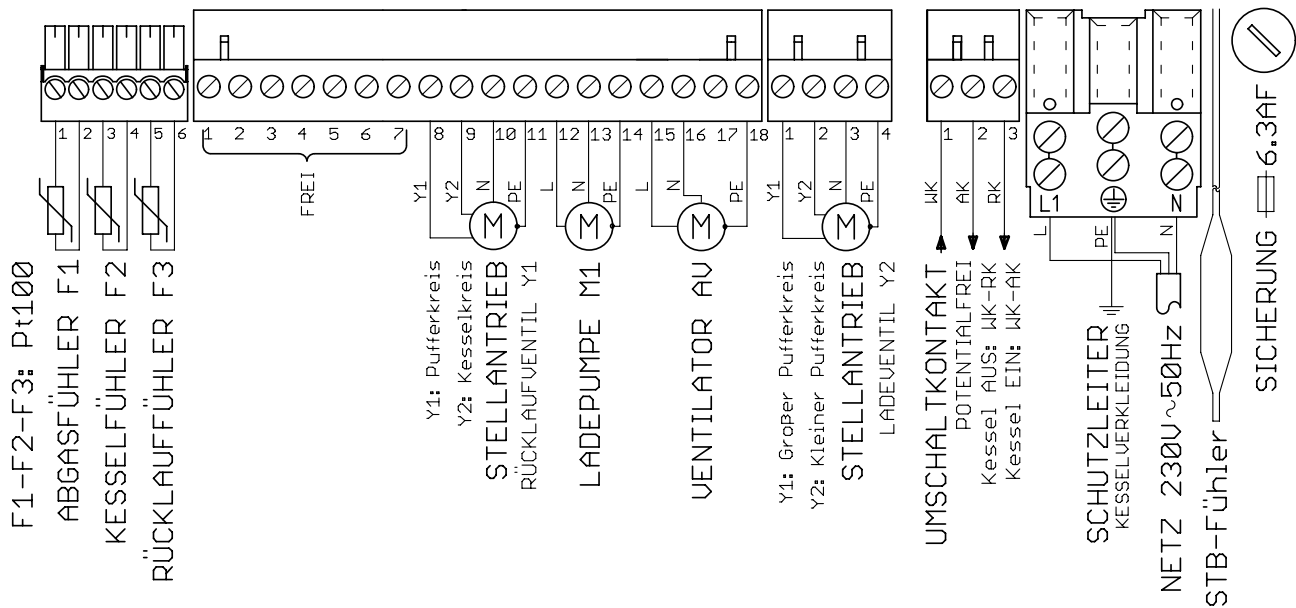 1 2 3 4 5 6
1 2 3 4 5 6 7 8 9 10 11 12 13 14 15 16 17 18
1 2 3 4
1 2 3
FREI
Y1 Y2 N PE
L N PE
L N PE
Y1 Y2 N PE
WK AK RK
L1 N
L PE N
F1-F2-F3: Pt100
ABGASFÜHLER F1
KESSELFÜHLER F2
RÜCKLAUFFÜHLER F3
Y1: Pufferkreis
Y2: Kesselkreis
STELLANTRIEB
RÜCKLAUFVENTIL Y1
M
LADEPUMPE M1
M
VENTILATOR AV
M
Y1: Großer Pufferkreis
Y2: Kleiner Pufferkreis
STELLANTRIEB
LADEVENTIL Y2
M
UMSCHALTKONTAKT
POTENTIALFREI
Kessel AUS: WK-RK
Kessel EIN: WK-AK
SCHUTZLEITER
KESSELVERKLEIDUNG
NETZ 230V~50Hz
STB-Fühler
SICHERUNG 6.3AF